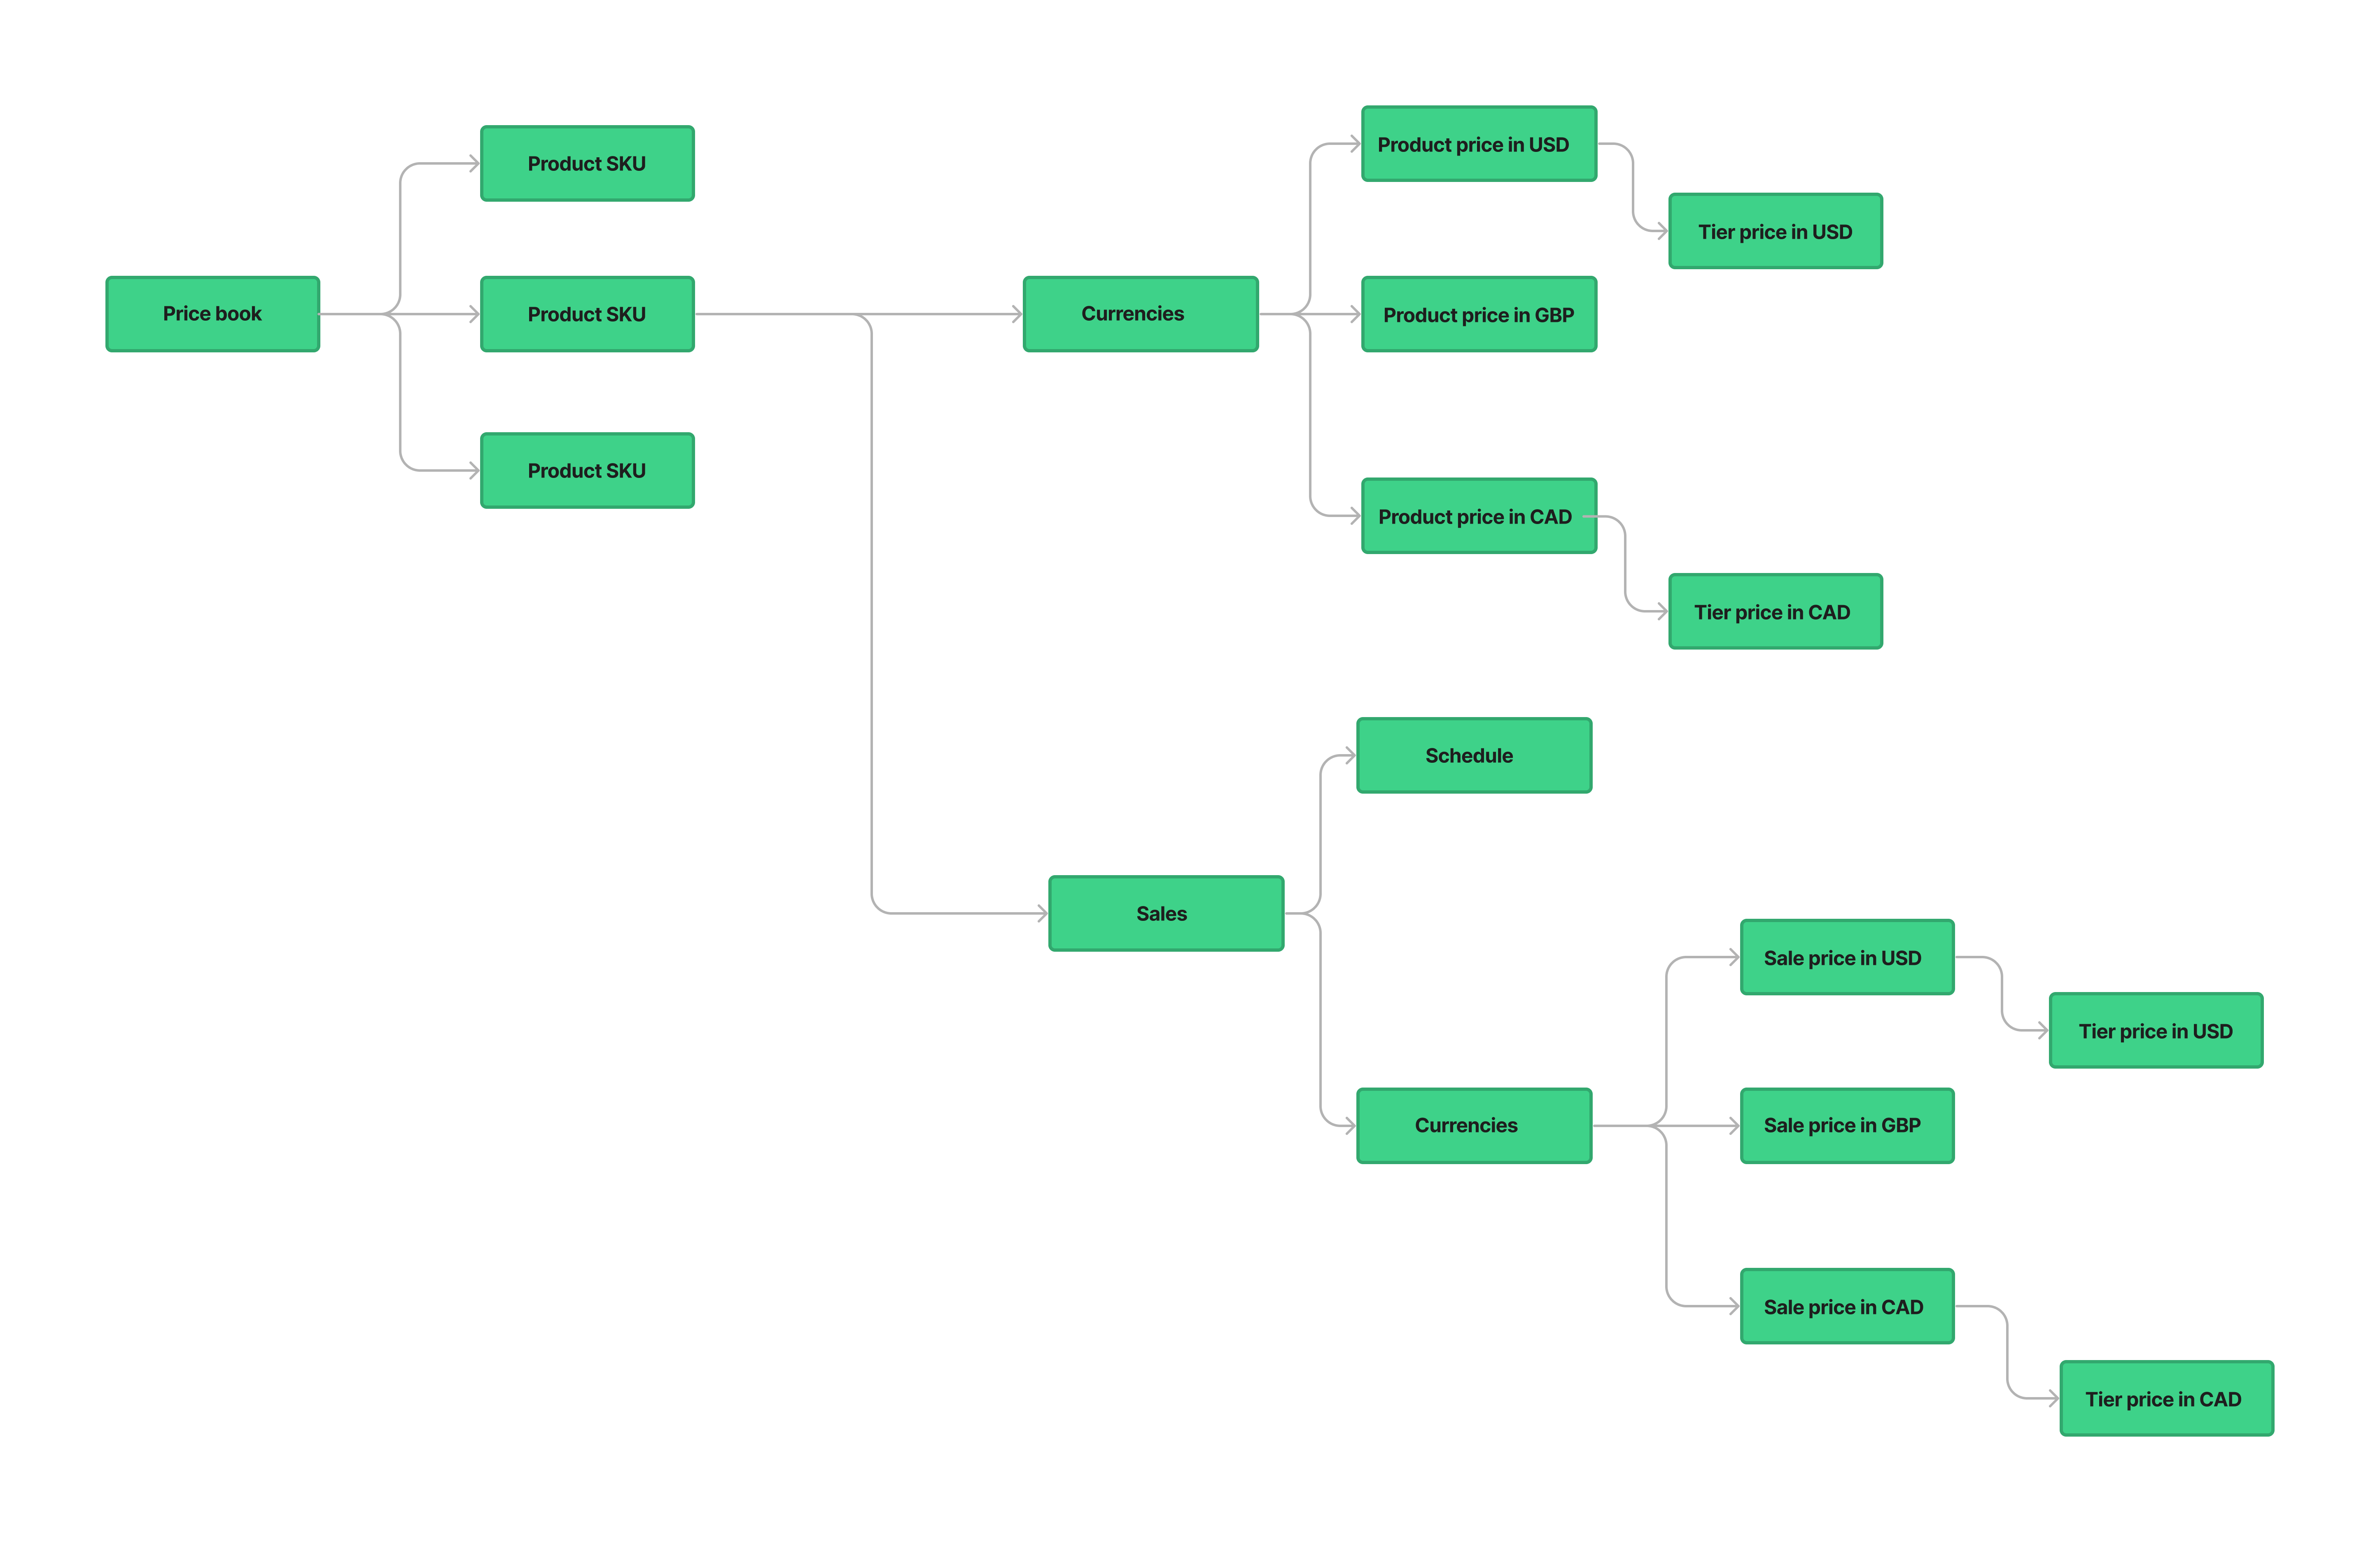 Price book
Product SKU
Product SKU
Product SKU
Currencies
Product price in USD
Tier price in USD
Product price in GBP
Product price in CAD
Tier price in CAD
Sales
Schedule
Currencies
Sale price in USD
Tier price in USD
Sale price in GBP
Sale price in CAD
Tier price in CAD